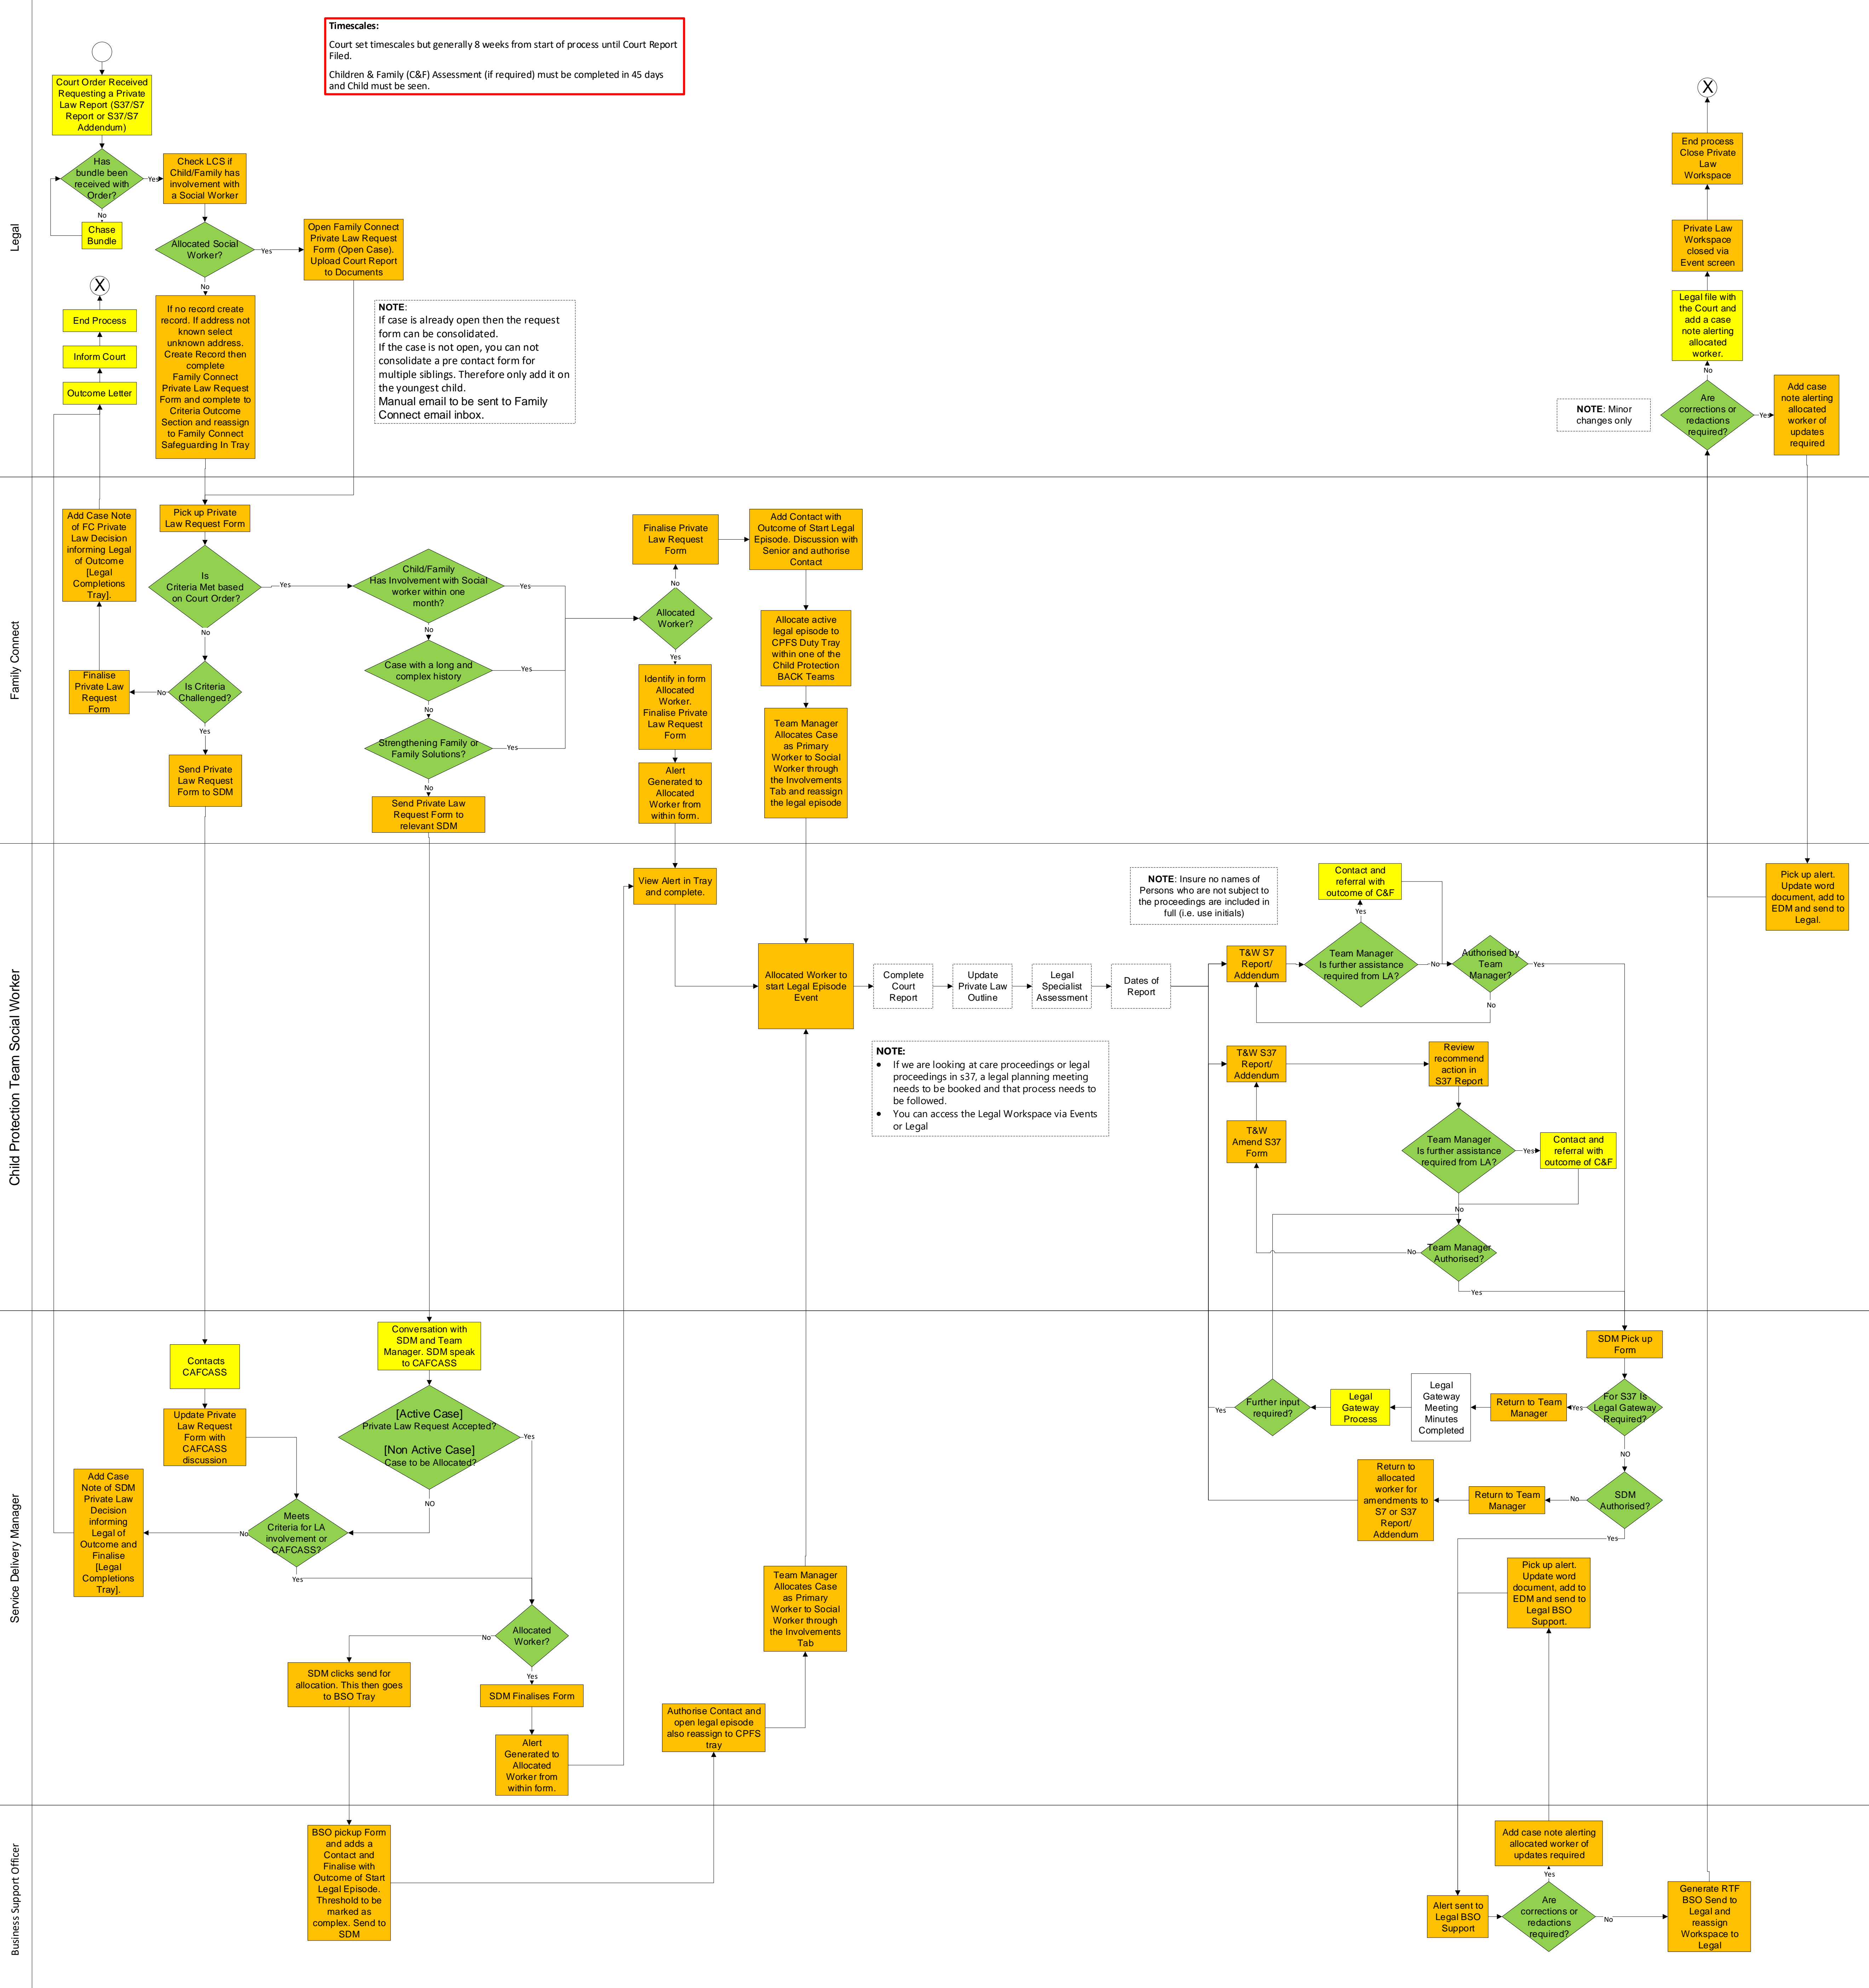 Timescales:
Court set timescales but generally 8 weeks from start of process until Court Report
Filed.
Children & Family (C&F) Assessment (if required) must be completed in 45 days
and Child must be seen.
Legal
Court Order Received
Requesting a Private
Law Report (S37/S7
Report or S37/S7
Addendum)
Has
bundle been
received with
Order?
Yes
No
Chase
Bundle
Check LCS if
Child/Family has
involvement with
a Social Worker
Allocated Social
Worker?
Yes
No
Open Family Connect
Private Law Request
Form (Open Case).
Upload Court Report
to Documents
X
End Process
Inform Court
Outcome Letter
If no record create
record. If address not
known select
unknown address.
Create Record then
complete
Family Connect
Private Law Request
Form and complete to
Criteria Outcome
Section and reassign
to Family Connect
Safeguarding In Tray
NOTE:
If case is already open then the request
form can be consolidated.
If the case is not open, you can not
consolidate a pre contact form for
multiple siblings. Therefore only add it on
the youngest child.
Manual email to be sent to Family
Connect email inbox.
X
End process
Close Private
Law
Workspace
Private Law
Workspace
closed via
Event screen
Legal file with
the Court and
add a case
note alerting
allocated
worker.
No
NOTE: Minor
changes only
Are
corrections or
redactions
required?
Yes
Add case
note alerting
allocated
worker of
updates
required
Family Connect
Add Case Note
of FC Private
Law Decision
informing Legal
of Outcome
[Legal
Completions
Tray].
Pick up Private
Law Request Form
Is
Criteria Met based
on Court Order?
Yes
No
Is Criteria
Challenged?
No
Yes
Finalise
Private Law
Request
Form
Send Private
Law Request
Form to SDM
Child/Family
Has Involvement with Social
worker within one
month?
Yes
No
Case with a long and
complex history
Yes
No
Strengthening Family or
Family Solutions?
Yes
No
Send Private Law
Request Form to
relevant SDM
Finalise Private
Law Request
Form
No
Allocated
Worker?
Yes
Identify in form
Allocated
Worker.
Finalise Private
Law Request
Form
Alert
Generated to
Allocated
Worker from
within form.
Add Contact with
Outcome of Start Legal
Episode. Discussion with
Senior and authorise
Contact
Allocate active
legal episode to
CPFS Duty Tray
within one of the
Child Protection
BACK Teams
Team Manager
Allocates Case
as Primary
Worker to Social
Worker through
the Involvements
Tab and reassign
the legal episode
Child Protection Team Social Worker
View Alert in Tray
and complete.
Allocated Worker to
start Legal Episode
Event
Complete
Court
Report
Update
Private Law
Outline
Legal
Specialist
Assessment
Dates of
Report
NOTE:
● If we are looking at care proceedings or legal
proceedings in s37, a legal planning meeting
needs to be booked and that process needs to
be followed.
● You can access the Legal Workspace via Events
or Legal
NOTE: Insure no names of
Persons who are not subject to
the proceedings are included in
full (i.e. use initials)
Contact and
referral with
outcome of C&F
Yes
T&W S7
Report/
Addendum
Team Manager
Is further assistance
required from LA?
No
Authorised by
Team
Manager?
Yes
No
T&W S37
Report/
Addendum
Review
recommend
action in
S37 Report
T&W
Amend S37
Form
Team Manager
Is further assistance
required from LA?
Yes
Contact and
referral with
outcome of C&F
No
Team Manager
Authorised?
No
Yes
Pick up alert.
Update word
document, add to
EDM and send to
Legal.
Service Delivery Manager
Contacts
CAFCASS
Update Private
Law Request
Form with
CAFCASS
discussion
Add Case
Note of SDM
Private Law
Decision
informing
Legal of
Outcome and
Finalise
[Legal
Completions
Tray].
Meets
Criteria for LA
involvement or
CAFCASS?
No
Yes
Conversation with
SDM and Team
Manager. SDM speak
to CAFCASS
[Active Case]
Private Law Request Accepted?
[Non Active Case]
Case to be Allocated?
Yes
NO
Allocated
Worker?
No
Yes
SDM clicks send for
allocation. This then goes
to BSO Tray
SDM Finalises Form
Alert
Generated to
Allocated
Worker from
within form.
Authorise Contact and
open legal episode
also reassign to CPFS
tray
Team Manager
Allocates Case
as Primary
Worker to Social
Worker through
the Involvements
Tab
SDM Pick up
Form
For S37 Is
Legal Gateway
Required?
Yes
NO
Return to Team
Manager
Legal
Gateway
Meeting
Minutes
Completed
Legal
Gateway
Process
Further input
required?
Yes
SDM
Authorised?
No
Yes
Return to Team
Manager
Return to
allocated
worker for
amendments to
S7 or S37
Report/
Addendum
Pick up alert.
Update word
document, add to
EDM and send to
Legal BSO
Support.
Business Support Officer
BSO pickup Form
and adds a
Contact and
Finalise with
Outcome of Start
Legal Episode.
Threshold to be
marked as
complex. Send to
SDM
Add case note alerting
allocated worker of
updates required
Yes
Alert sent to
Legal BSO
Support
Are
corrections or
redactions
required?
No
Generate RTF
BSO Send to
Legal and
reassign
Workspace to
Legal